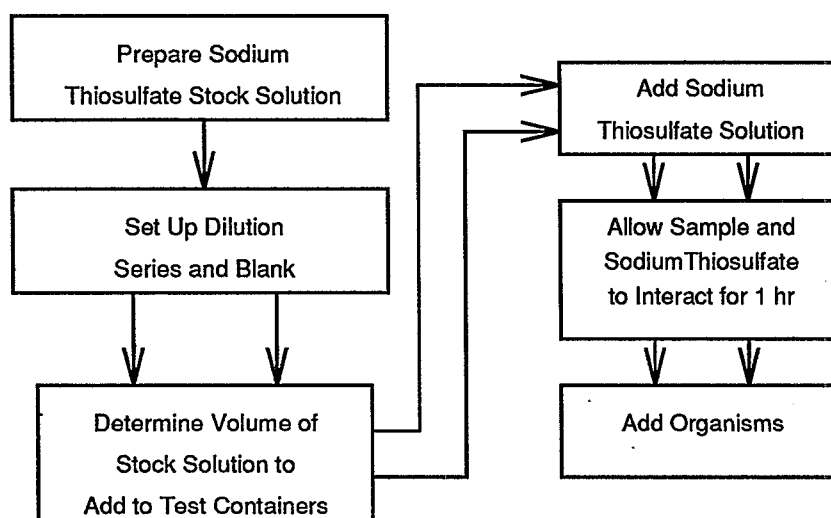 Prepare Sodium
Thiosulfate Stock Solution
Set Up Dilution
Series and Blank
Determine Volume of
Stock Solution to
Add to Test Containers
Add Sodium
Thiosulfate Solution
Allow Sample and
SodiumThiosulfate
to Interact for 1 hr
Add Organisms